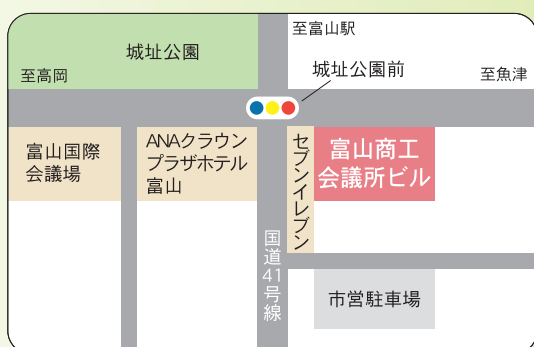 至富山駅
城址公園
城址公園前
至高岡
至魚津
富山国際
会議場
ANAクラウン
プラザホテル
富山
セブンイレブン
富山商工
会議所ビル
国道41号線
市営駐車場